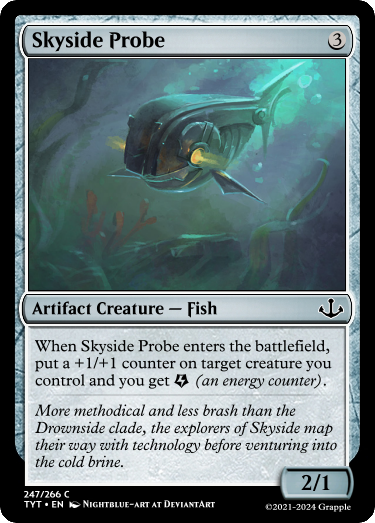 Skyside Probe 3
Artifact Creature — Fish
When Skyside Probe enters the battlefield,
put a +1/+1 counter on target creature you
control and you get (an energy counter).
More methodical and less brash than the
Drownside clade, the explorers of Skyside map
their way with technology before venturing into
the cold brine.
2/1
247/266 C
TYT • EN Nightblue-art at DeviantArt
©2021-2024 Grapple